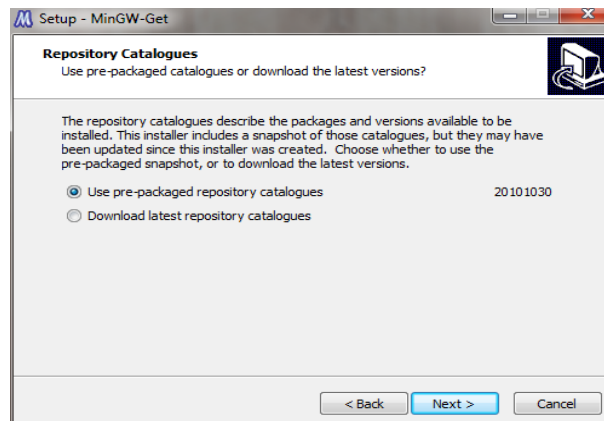 Setup - MinGW-Get
Repository Catalogues
Use pre-packaged catalogues or download the latest versions?
The repository catalogues describe the packages and versions available to be
installed. This installer includes a snapshot of those catalogues, but they may have
been updated since this installer was created. Choose whether to use the
pre-packaged snapshot, or to download the latest versions.
Use pre-packaged repository catalogues 20101030
Download latest repository catalogues
< Back Next > Cancel